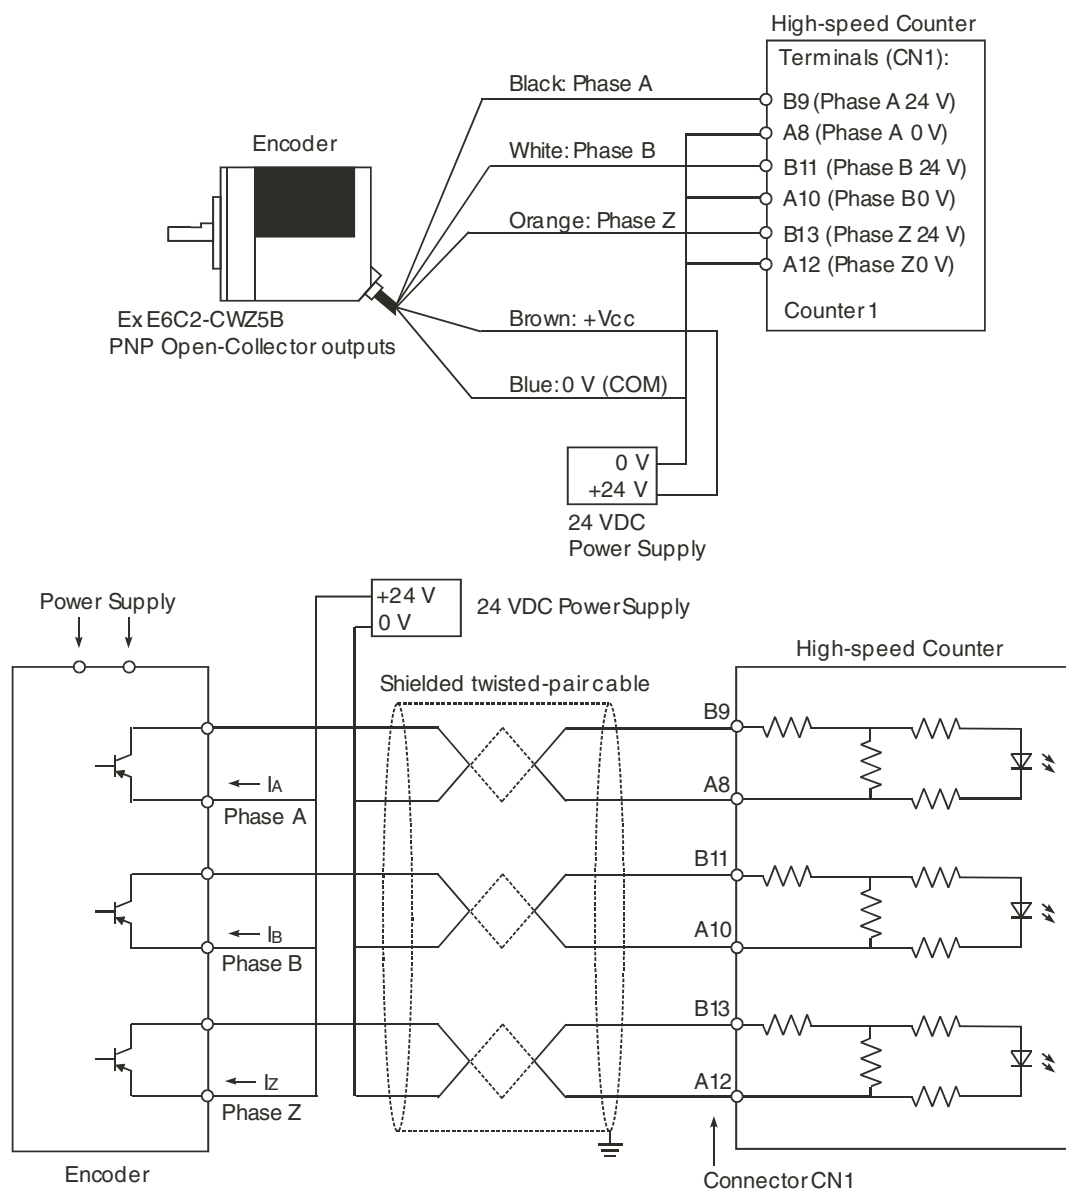 High-speed Counter
Terminals (CN1):
Black: Phase A
B9 (Phase A 24 V)
A8 (Phase A 0 V)
Encoder
White: Phase B
B11 (Phase B 24 V)
A10 (Phase B 0 V)
Orange: Phase Z
B13 (Phase Z 24 V)
A12 (Phase Z 0 V)
Ex E6C2-CWZ5B
PNP Open-Collector outputs
Brown: +Vcc
Counter 1
Blue: 0 V (COM)
0 V
+24 V
24 VDC
Power Supply
Power Supply
+24 V
0 V
24 VDC Power Supply
High-speed Counter
Shielded twisted-pair cable
B9
IA
A8
Phase A
B11
IB
A10
Phase B
B13
IZ
A12
Phase Z
Encoder
Connector CN1